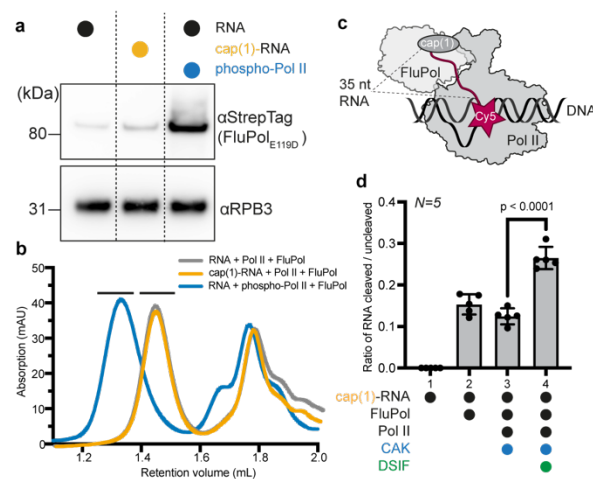 a
RNA
cap(1)-RNA
phospho-Pol II
(kDa)
80
αStrepTag
(FluPolE119D)
31
αRPB3
b
RNA + Pol II + FluPol
cap(1)-RNA + Pol II + FluPol
RNA + phospho-Pol II + FluPol
Absorption (mAU)
50
40
30
20
10
0
1.2 1.4 1.6 1.8 2.0
Retention volume (mL)
c
cap(1)
FluPol
35 nt
RNA
Cy5
DNA
Pol II
d
N=5
p < 0.0001
Ratio of RNA cleaved / uncleaved
0.4
0.3
0.2
0.1
0.0
1 2 3 4
cap(1)-RNA
FluPol
Pol II
CAK
DSIF